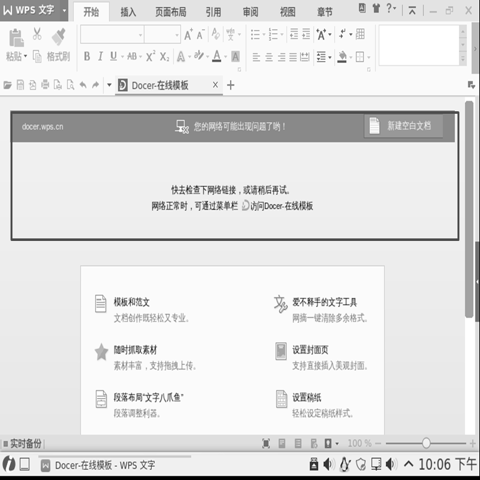 WPS 文字
开始 插入 页面布局 引用 审阅 视图 章节
粘贴 格式刷
B I U AB X² X₂ A
Docer-在线模板
docer.wps.cn
您的网络可能出现问题了哟！
新建空白文档
快去检查下网络链接，或请稍后再试。
网络正常时，可通过菜单栏 访问Docer-在线模板
模板和范文
文档创作既轻松又专业。
爱不释手的文字工具
网摘一键清除多余格式。
随时抓取素材
素材丰富，支持拖拽上传。
设置封面页
支持直接插入美观封面。
段落布局"文字八爪鱼"
段落调整利器。
设置稿纸
轻松设定稿纸样式。
实时备份
100 %
Docer-在线模板 - WPS 文字
10:06 下午